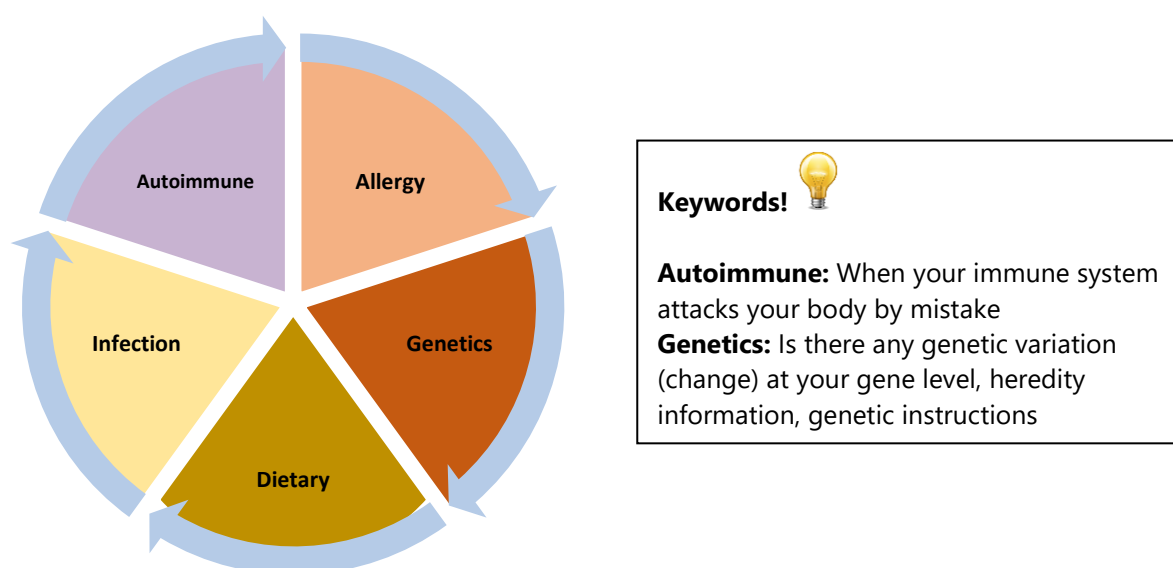 Autoimmune
Allergy
Infection
Genetics
Dietary
Keywords!
Autoimmune: When your immune system
attacks your body by mistake
Genetics: Is there any genetic variation
(change) at your gene level, heredity
information, genetic instructions